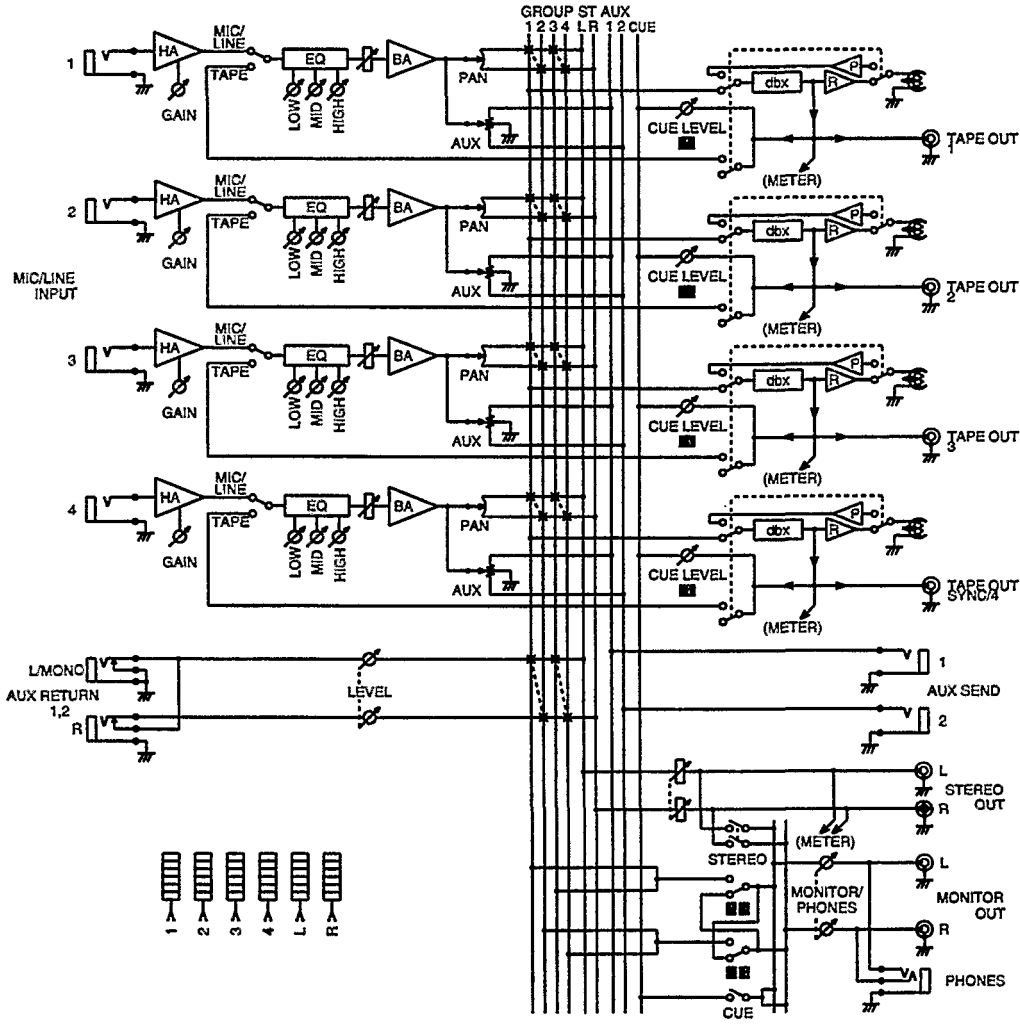 GROUP ST AUX
1 2 3 4 L R 1 2 CUE
1
HA
GAIN
MIC/
LINE
TAPE
EQ
LOW
MID
HIGH
BA
PAN
AUX
CUE LEVEL
dbx
P
R
(METER)
TAPE OUT
1
2
HA
GAIN
MIC/
LINE
TAPE
EQ
LOW
MID
HIGH
BA
PAN
AUX
CUE LEVEL
dbx
P
R
(METER)
TAPE OUT
2
MIC/LINE
INPUT
3
HA
GAIN
MIC/
LINE
TAPE
EQ
LOW
MID
HIGH
BA
PAN
AUX
CUE LEVEL
dbx
P
R
(METER)
TAPE OUT
3
4
HA
GAIN
MIC/
LINE
TAPE
EQ
LOW
MID
HIGH
BA
PAN
AUX
CUE LEVEL
dbx
P
R
(METER)
TAPE OUT
SYNC/4
L/MONO
AUX RETURN
1,2
R
LEVEL
1
AUX SEND
2
L
STEREO
OUT
R
(METER)
STEREO
MONITOR/
PHONES
L
MONITOR
OUT
R
PHONES
CUE
1
2
3
4
L
R